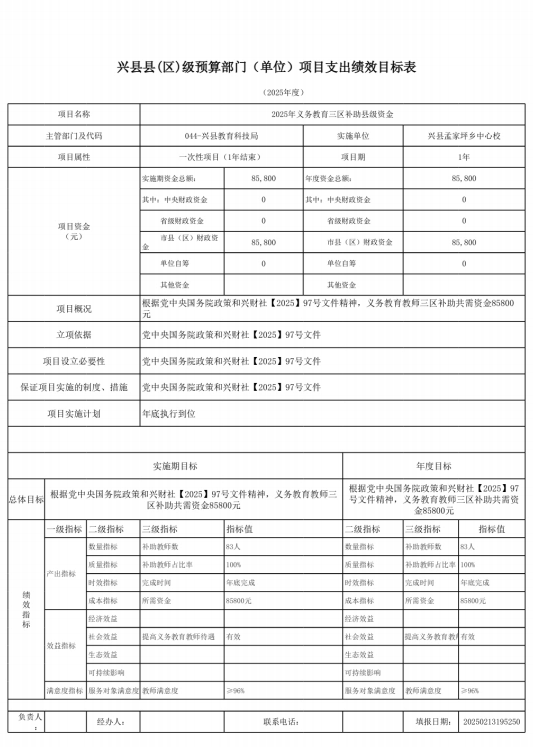 兴县县(区)级预算部门（单位）项目支出绩效目标表
（2025年度）
项目名称 2025年义务教育三区补助县级资金
主管部门及代码 044-兴县教育科技局 实施单位 兴县孟家坪乡中心校
项目属性 一次性项目（1年结束） 项目期 1年
项目资金
（元）
实施期资金总额: 85,800 年度资金总额: 85,800
其中: 中央财政资金 0 其中: 中央财政资金 0
省级财政资金 0 省级财政资金 0
市县（区）财政资金 85,800 市县（区）财政资金 85,800
单位自筹 0 单位自筹 0
其他资金 其他资金
项目概况 根据党中央国务院政策和兴财社【2025】97号文件精神, 义务教育教师三区补助共需资金85800
元
立项依据 党中央国务院政策和兴财社【2025】97号文件
项目设立必要性 党中央国务院政策和兴财社【2025】97号文件
保证项目实施的制度、措施 党中央国务院政策和兴财社【2025】97号文件
项目实施计划 年底执行到位
实施期目标 年度目标
总体目标
根据党中央国务院政策和兴财社【2025】97号文件精神, 义务教育教师三
区补助共需资金85800元
根据党中央国务院政策和兴财社【2025】97
号文件精神, 义务教育教师三区补助共需资
金85800元
绩效指标
一级指标 二级指标 三级指标 指标值 二级指标 三级指标 指标值
产出指标
数量指标 补助教师数 83人 数量指标 补助教师数 83人
质量指标 补助教师占比率 100% 质量指标 补助教师占比率 100%
时效指标 完成时间 年底完成 时效指标 完成时间 年底完成
成本指标 所需资金 85800元 成本指标 所需资金 85800元
效益指标
经济效益 经济效益
社会效益 提高义务教育教师待遇 有效 社会效益 提高义务教育教师 有效
生态效益 生态效益
可持续影响 可持续影响
满意度指标 服务对象满意度 教师满意度 ≥96% 服务对象满意度 教师满意度 ≥96%
负责人: 经办人: 联系电话: 填报日期: 20250213195250